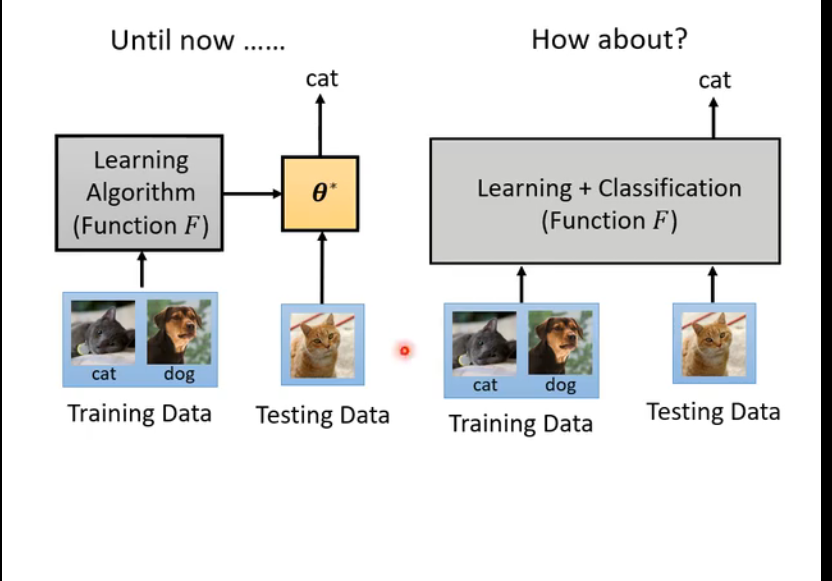 Until now ......
cat
Learning
Algorithm
(Function F)
θ*
cat
dog
Training Data
Testing Data
How about?
cat
Learning + Classification
(Function F)
cat
dog
Training Data
Testing Data